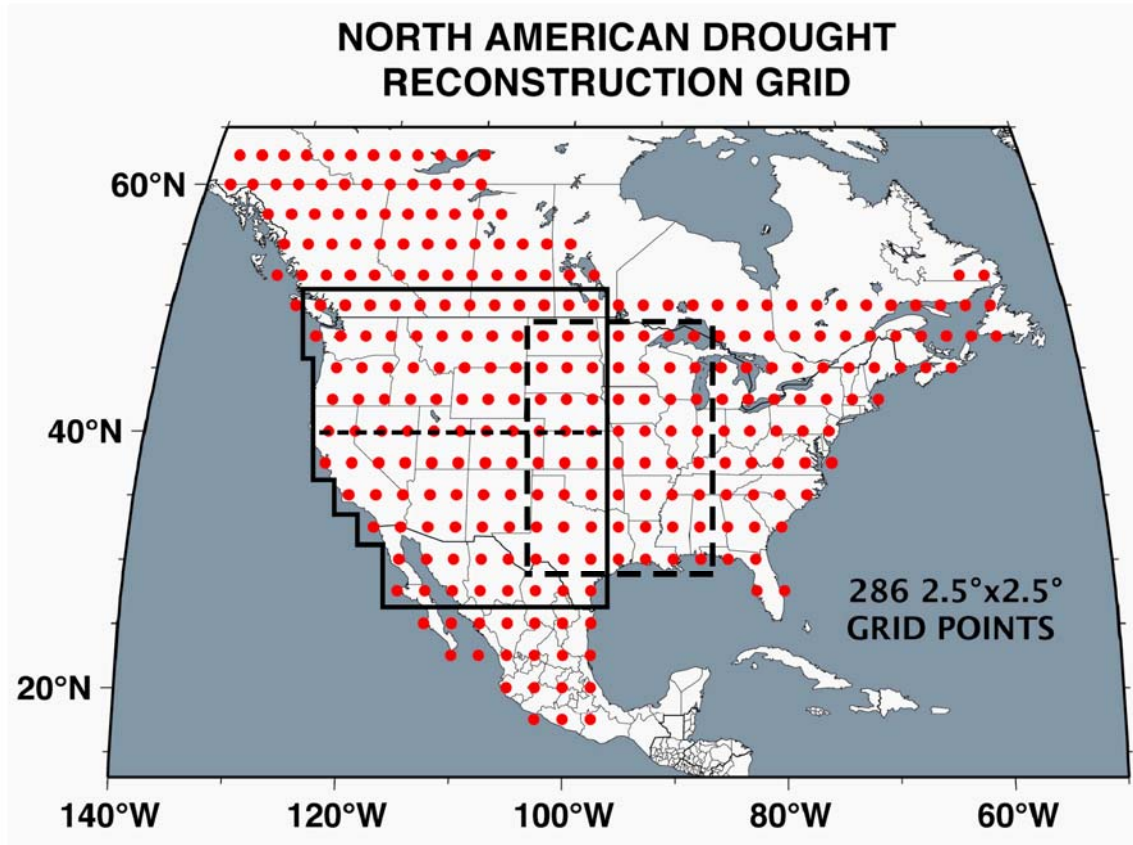 NORTH AMERICAN DROUGHT
RECONSTRUCTION GRID
60°N
40°N
20°N
286 2.5°x2.5°
GRID POINTS
140°W 120°W 100°W 80°W 60°W